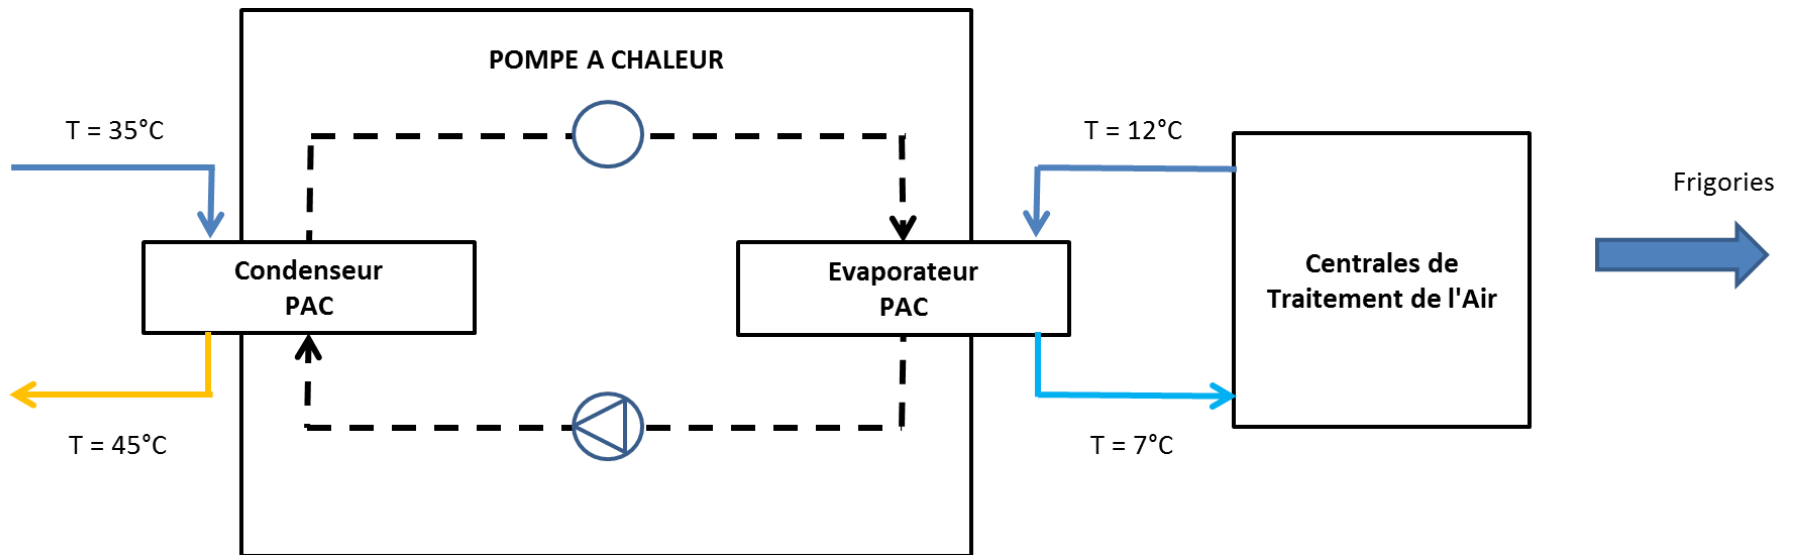 POMPE A CHALEUR
T = 35°C
T = 12°C
Frigories
Condenseur
PAC
Evaporateur
PAC
Centrales de
Traitement de l'Air
T = 45°C
T = 7°C